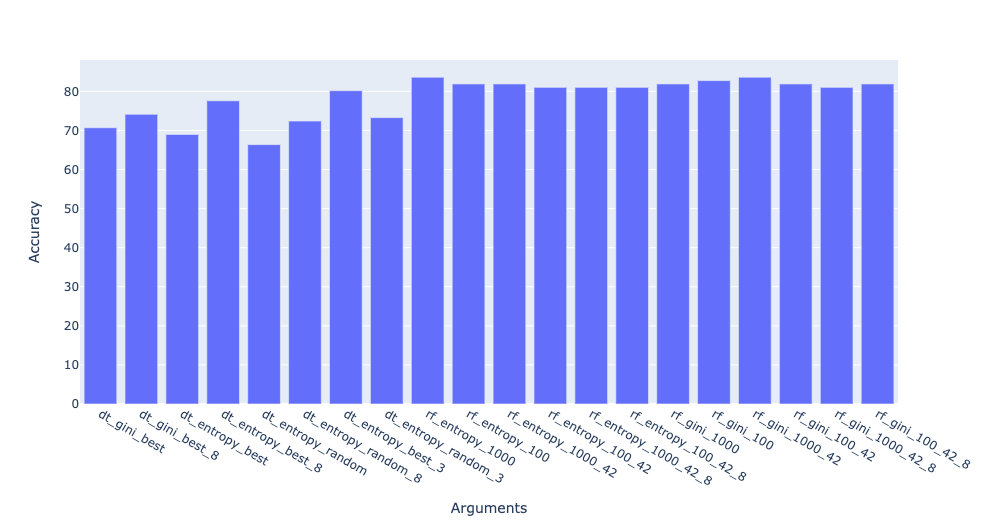 80
70
60
50
40
30
20
10
0
Accuracy
dt_gini_best
dt_gini_best_8
dt_entropy_best
dt_entropy_best_8
dt_entropy_random
dt_entropy_random_8
dt_entropy_best_3
dt_entropy_random_3
rf_entropy_1000
rf_entropy_100
rf_entropy_1000_42
rf_entropy_100_42
rf_entropy_1000_42_8
rf_entropy_100_42_8
rf_gini_1000
rf_gini_100
rf_gini_1000_42
rf_gini_100_42
rf_gini_1000_42_8
rf_gini_100_42_8
Arguments